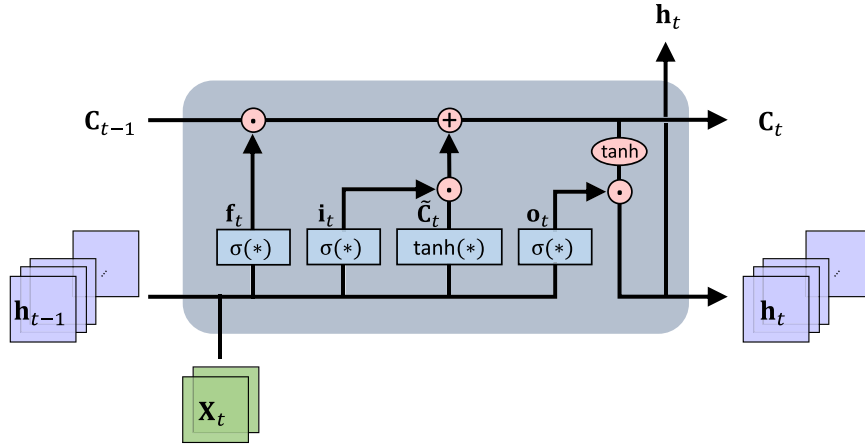 h_t
C_{t−1}
C_t
tanh
f_t
i_t
C̃_t
o_t
σ(∗)
σ(∗)
tanh(∗)
σ(∗)
h_{t−1}
h_t
X_t